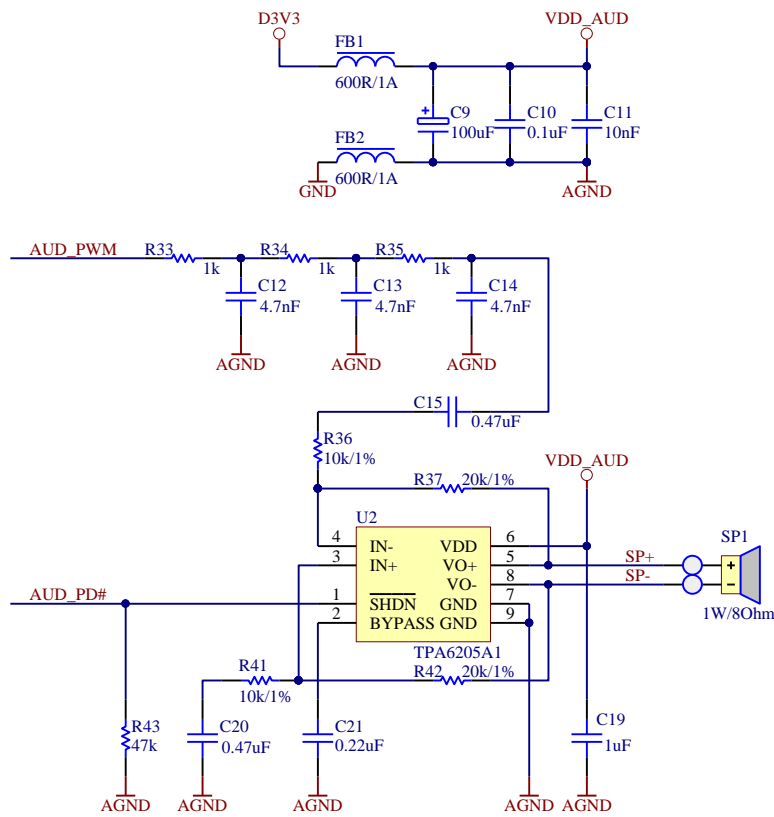 D3V3
VDD_AUD
FB1
600R/1A
C9
100uF
C10
0.1uF
C11
10nF
FB2
600R/1A
GND
AGND
AUD_PWM
R33
1k
R34
1k
R35
1k
C12
4.7nF
C13
4.7nF
C14
4.7nF
AGND
AGND
AGND
C15
0.47uF
R36
10k/1%
R37 20k/1%
VDD_AUD
U2
4 IN- VDD 6
3 IN+ VO+ 5
VO- 8
1 SHDN GND 7
2 BYPASS GND 9
TPA6205A1
SP+
SP-
SP1
+
-
1W/8Ohm
AUD_PD#
R41
10k/1%
R42 20k/1%
R43
47k
C20
0.47uF
C21
0.22uF
C19
1uF
+
AGND
AGND
AGND
AGND
AGND